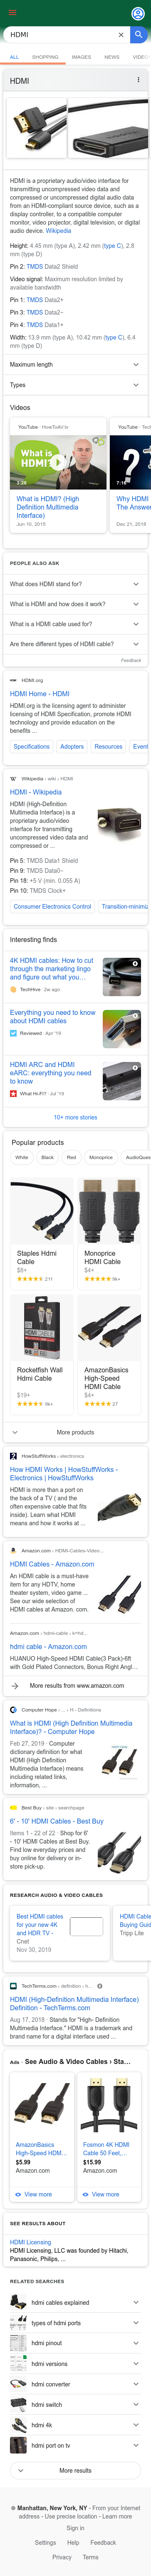 HDMI
ALL SHOPPING IMAGES NEWS VIDEO
HDMI
HDMI is a proprietary audio/video interface for
transmitting uncompressed video data and
compressed or uncompressed digital audio data
from an HDMI-compliant source device, such as a
display controller, to a compatible computer
monitor, video projector, digital television, or digital
audio device. Wikipedia
Height: 4.45 mm (type A), 2.42 mm (type C), 2.8
mm (type D)
Pin 2: TMDS Data2 Shield
Video signal: Maximum resolution limited by
available bandwidth
Pin 1: TMDS Data2+
Pin 3: TMDS Data2−
Pin 4: TMDS Data1+
Width: 13.9 mm (type A), 10.42 mm (type C), 6.4
mm (type D)
Maximum length
Types
Videos
YouTube · HowToAV.tv
YouTube · Tec
WHAT is
HDMI?
3:38
7:16
What is HDMI? (High
Definition Multimedia
Interface)
Jun 10, 2015
Why HDMI
The Answer
Dec 21, 2018
PEOPLE ALSO ASK
What does HDMI stand for?
What is HDMI and how does it work?
What is a HDMI cable used for?
Are there different types of HDMI cable?
Feedback
HDMI.org
HDMI Home - HDMI
HDMI.org is the licensing agent to administer
licensing of HDMI Specification, promote HDMI
technology and provide education on the
benefits ...
Specifications Adopters Resources Event
Wikipedia › wiki › HDMI
HDMI - Wikipedia
HDMI (High-Definition
Multimedia Interface) is a
proprietary audio/video
interface for transmitting
uncompressed video data and
compressed or ...
Pin 5: TMDS Data1 Shield
Pin 9: TMDS Data0−
Pin 18: +5 V (min. 0.055 A)
Pin 10: TMDS Clock+
Consumer Electronics Control Transition-minimiz
Interesting finds
4K HDMI cables: How to cut
through the marketing lingo
and figure out what you...
TechHive · 2w ago
Everything you need to know
about HDMI cables
Reviewed · Apr '19
HDMI ARC and HDMI
eARC: everything you need
to know
What Hi-Fi? · Jul '19
10+ more stories
Popular products
White Black Red Monoprice AudioQues
Staples Hdmi
Cable
$8+
211
Monoprice
HDMI Cable
$4+
9k+
Rocketfish Wall
Hdmi Cable
$19+
9k+
AmazonBasics
High-Speed
HDMI Cable
$4+
27
More products
HowStuffWorks › electronics
How HDMI Works | HowStuffWorks -
Electronics | HowStuffWorks
HDMI is more than a port on
the back of a TV ( and the
often expensive cable that fits
inside). Learn what HDMI
means and how it works at ...
Amazon.com › HDMI-Cables-Video...
HDMI Cables - Amazon.com
An HDMI cable is a must-have
item for any HDTV, home
theater system, video game ...
See our wide selection of
HDMI cables at Amazon. com.
Amazon.com › hdmi-cable › k=hd...
hdmi cable - Amazon.com
HUANUO High-Speed HDMI Cable(3 Pack)-6ft
with Gold Plated Connectors, Bonus Right Angl...
More results from www.amazon.com
Computer Hope › ... › H - Definitions
What is HDMI (High Definition Multimedia
Interface)? - Computer Hope
Feb 27, 2019 · Computer
dictionary definition for what
HDMI (High Definition
Multimedia Interface) means
including related links,
information, ...
Best Buy › site › searchpage
6' - 10' HDMI Cables - Best Buy
Items 1 - 22 of 22 · Shop for 6'
- 10' HDMI Cables at Best Buy.
Find low everyday prices and
buy online for delivery or in-
store pick-up.
RESEARCH AUDIO & VIDEO CABLES
Best HDMI cables
for your new 4K
and HDR TV -
Cnet
Nov 30, 2019
HDMI Cable
Buying Guid
Tripp Lite
TechTerms.com › definition › h...
HDMI (High-Definition Multimedia Interface)
Definition - TechTerms.com
Aug 17, 2018 · Stands for "High- Definition
Multimedia Interface." HDMI is a trademark and
brand name for a digital interface used ...
Ads · See Audio & Video Cables › Sta...
AmazonBasics
High-Speed HDM...
$5.99
Amazon.com
View more
Fosmon 4K HDMI
Cable 50 Feet,...
$15.99
Amazon.com
View more
SEE RESULTS ABOUT
HDMI Licensing
HDMI Licensing, LLC was founded by Hitachi,
Panasonic, Philips, ...
RELATED SEARCHES
hdmi cables explained
types of hdmi ports
hdmi pinout
hdmi versions
hdmi converter
hdmi switch
hdmi 4k
hdmi port on tv
More results
Manhattan, New York, NY - From your Internet
address - Use precise location - Learn more
Sign in
Settings Help Feedback
Privacy Terms